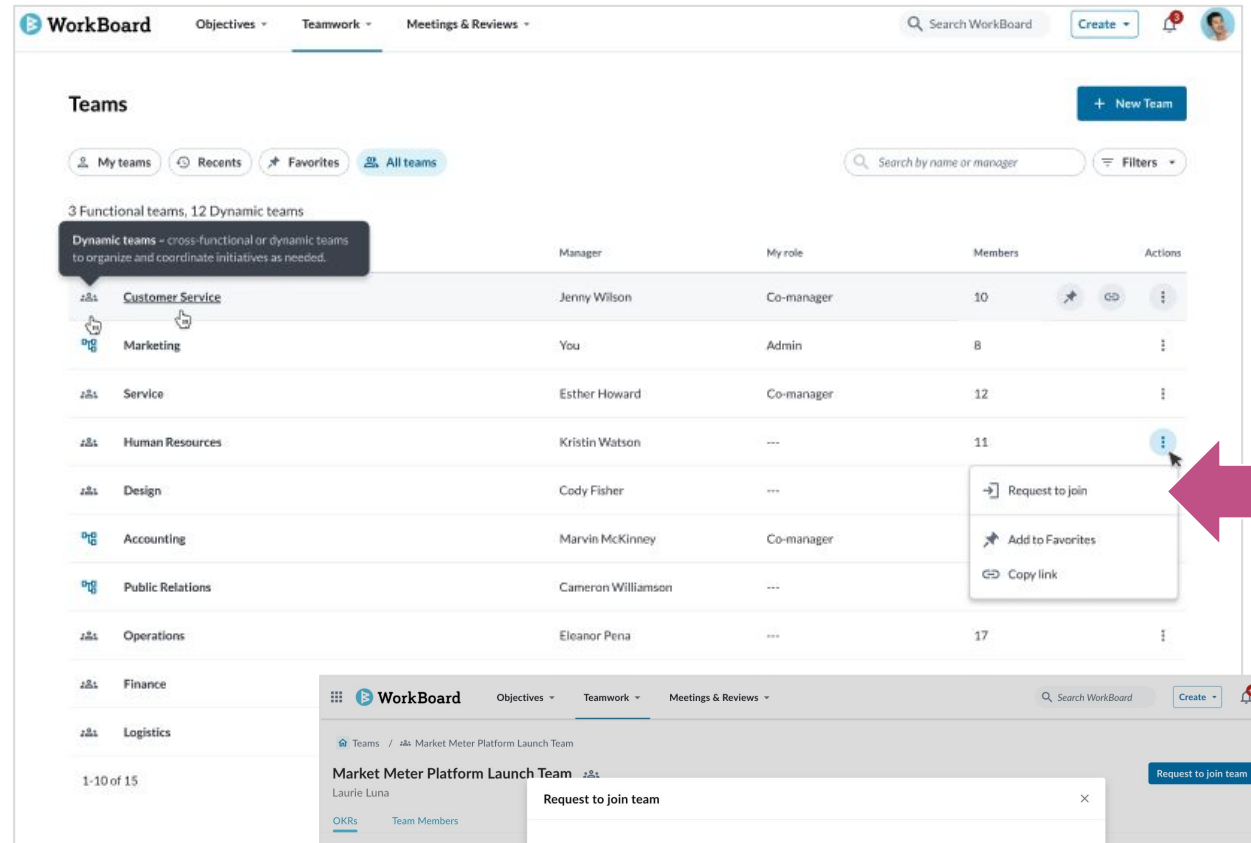 WorkBoard Objectives Teamwork Meetings & Reviews Search WorkBoard Create 3
Teams + New Team
My teams Recents Favorites All teams Search by name or manager Filters
3 Functional teams, 12 Dynamic teams
Dynamic teams – cross-functional or dynamic teams
to organize and coordinate initiatives as needed.
Manager My role Members Actions
Customer Service Jenny Wilson Co-manager 10
Marketing You Admin 8
Service Esther Howard Co-manager 12
Human Resources Kristin Watson --- 11
Design Cody Fisher ---
Request to join
Accounting Marvin McKinney Co-manager
Add to Favorites
Copy link
Public Relations Cameron Williamson ---
Operations Eleanor Pena --- 17
Finance
Logistics
1-10 of 15
WorkBoard Objectives Teamwork Meetings & Reviews Search WorkBoard Create
Teams / Market Meter Platform Launch Team
Market Meter Platform Launch Team Request to join team
Laurie Luna
OKRs Team Members
Request to join team